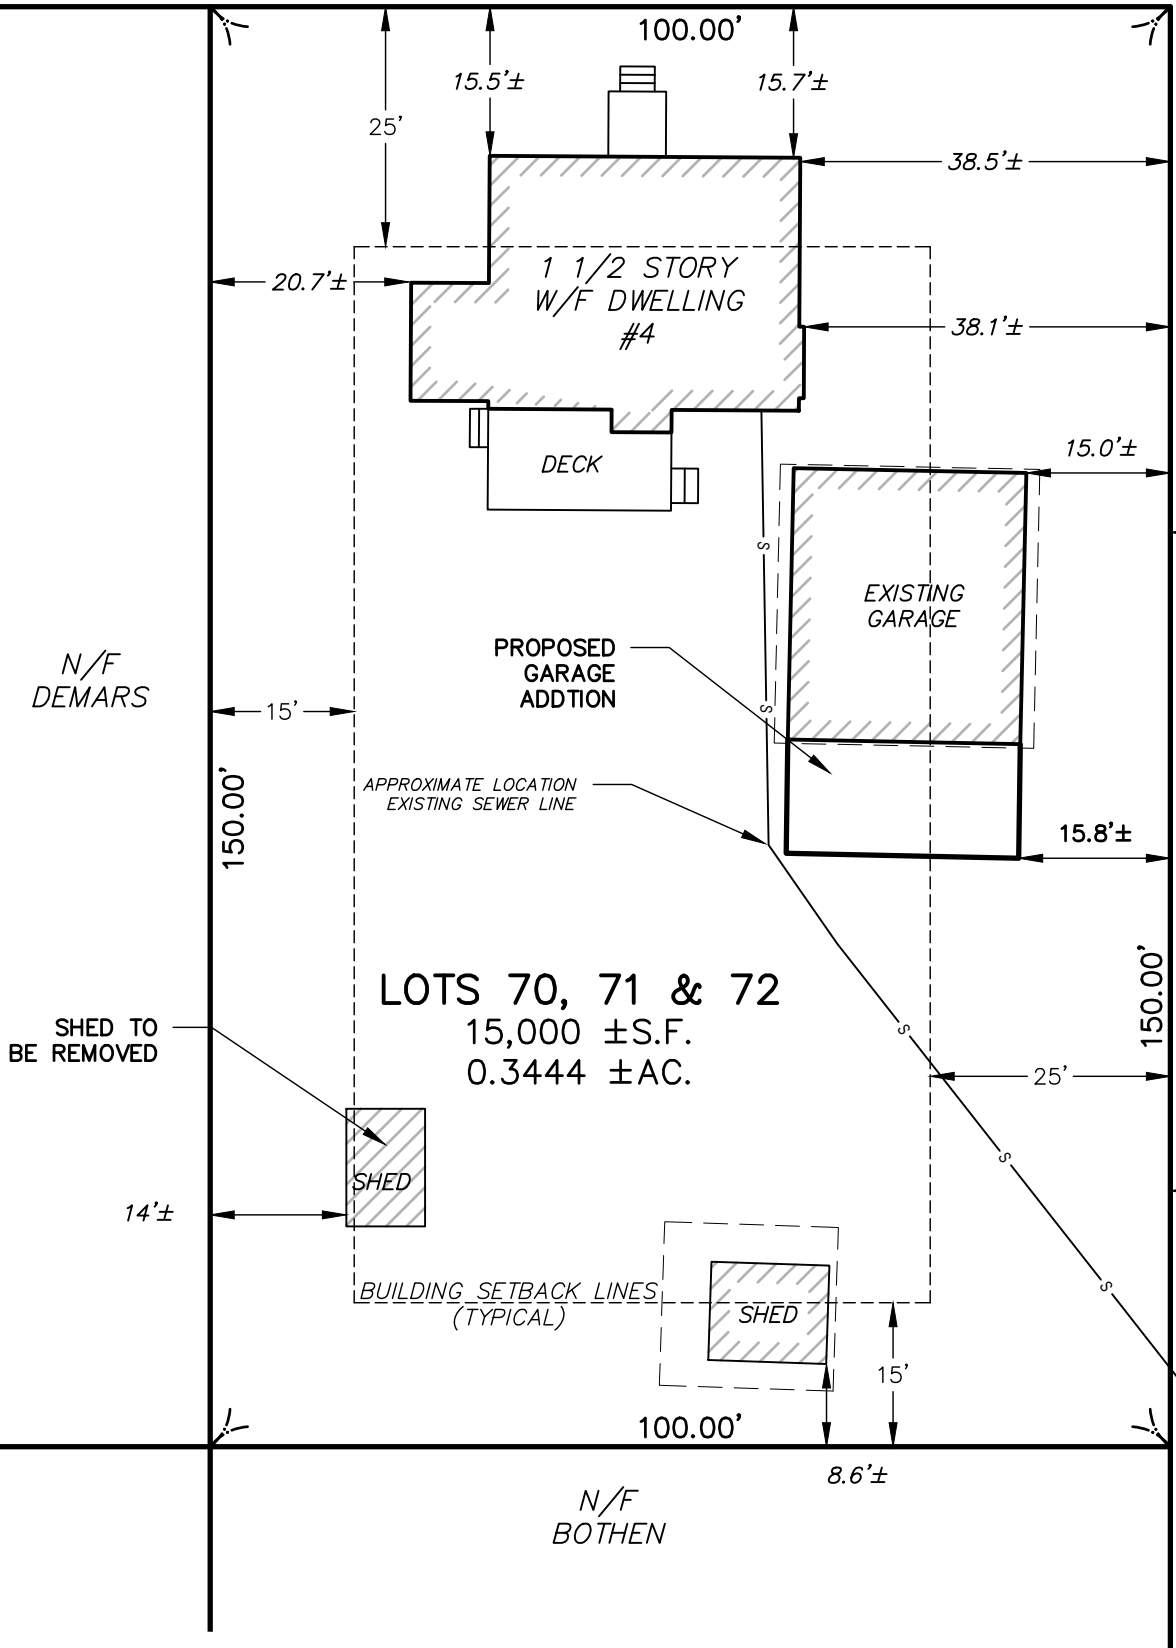 100.00'
15.5'±
15.7'±
25'
38.5'±
1 1/2 STORY
W/F DWELLING
#4
20.7'±
38.1'±
DECK
15.0'±
S
EXISTING
GARAGE
PROPOSED
GARAGE
ADDTION
N/F
DEMARS
15'
S
APPROXIMATE LOCATION
EXISTING SEWER LINE
150.00'
15.8'±
LOTS 70, 71 & 72
15,000 ±S.F.
0.3444 ±AC.
150.00'
SHED TO
BE REMOVED
S
25'
S
SHED
14'±
S
BUILDING SETBACK LINES
(TYPICAL)
SHED
15'
100.00'
8.6'±
N/F
BOTHEN